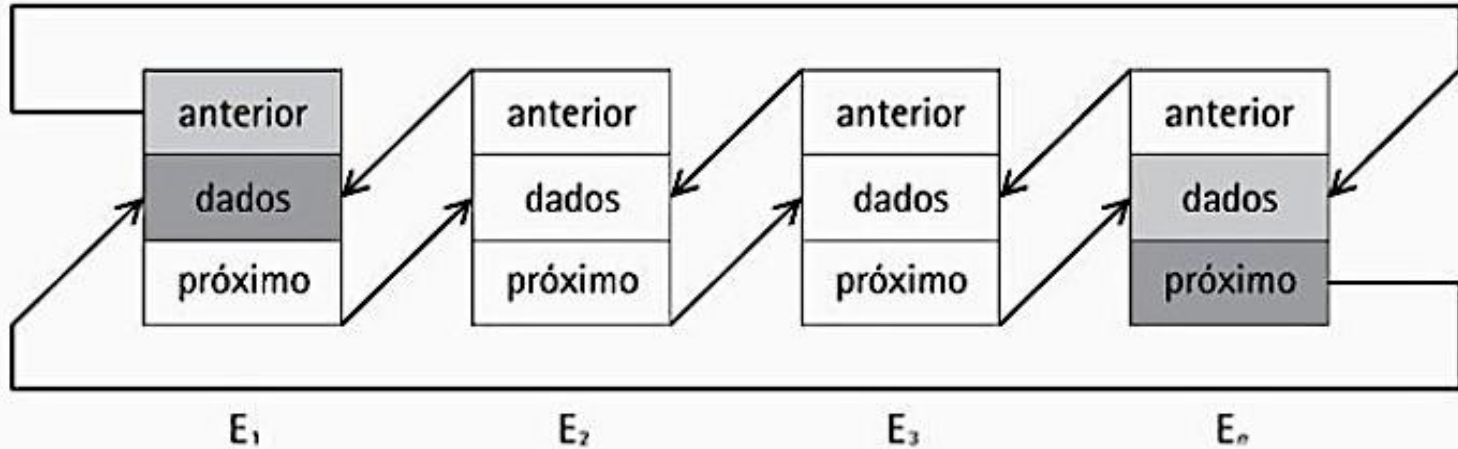 anterior anterior anterior anterior
dados dados dados dados
próximo próximo próximo próximo
E₁ E₂ E₃ Eₙ